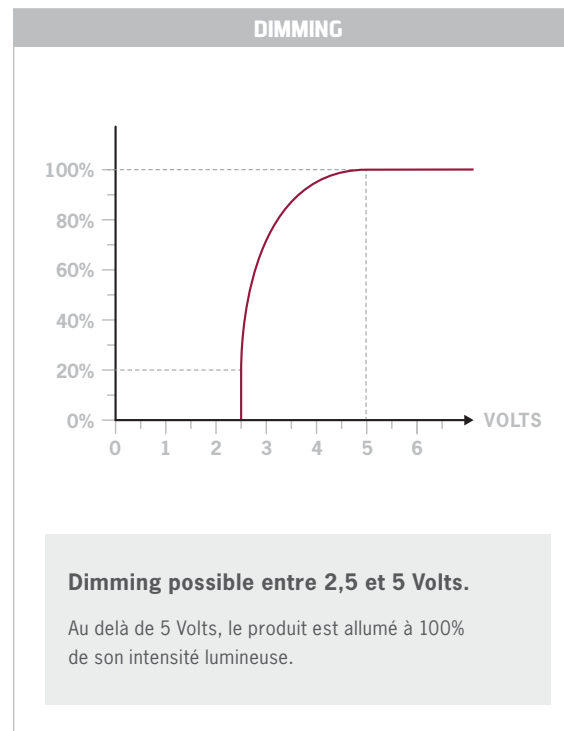 DIMMING
100%
80%
60%
40%
20%
0%
VOLTS
0 1 2 3 4 5 6
Dimming possible entre 2,5 et 5 Volts.
Au delà de 5 Volts, le produit est allumé à 100%
de son intensité lumineuse.